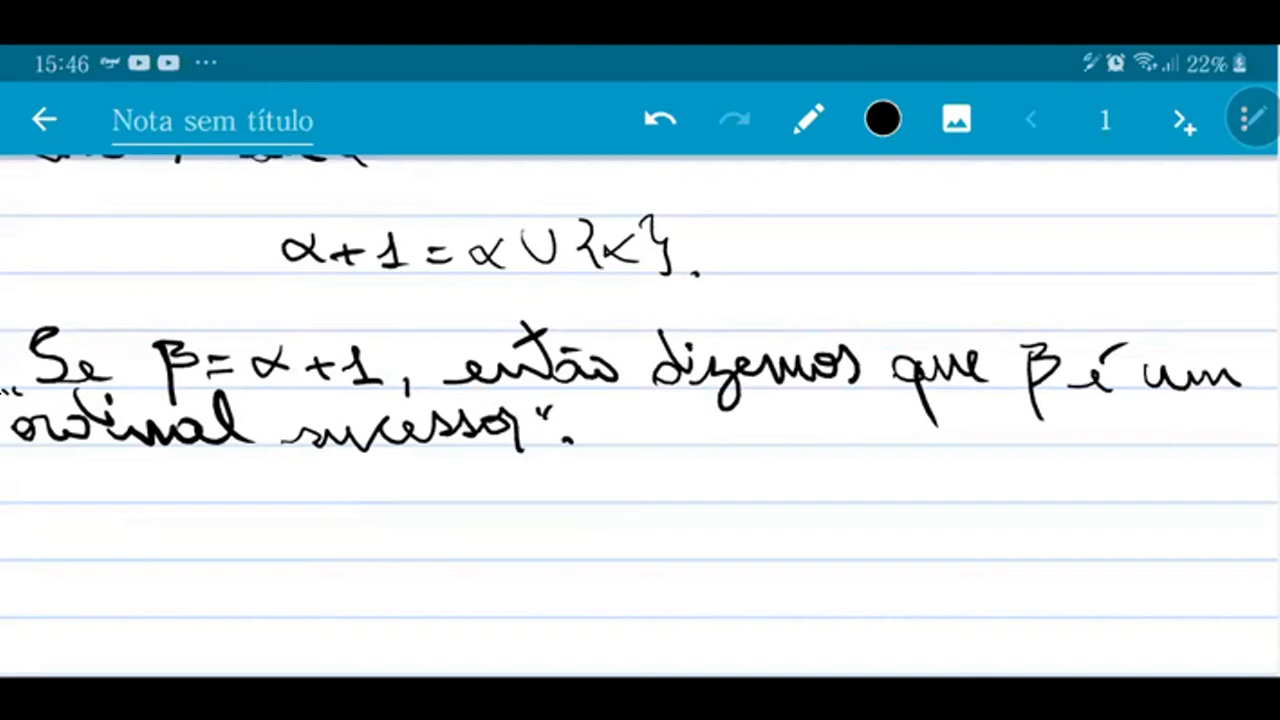 15:46 ... 22%
Nota sem título 1
α+1=α∪{α}.
Se β=α+1, então dizemos que β é um
"ordinal sucessor".